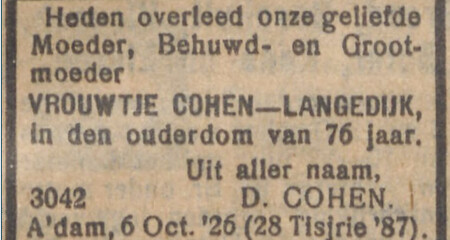 Heden overleed onze geliefde
Moeder, Behuwd- en Groot-
moeder
VROUWTJE COHEN—LANGEDIJK,
in den ouderdom van 76 jaar.
Uit aller naam,
3042 D. COHEN.
A'dam, 6 Oct. '26 (28 Tisjrie '87).